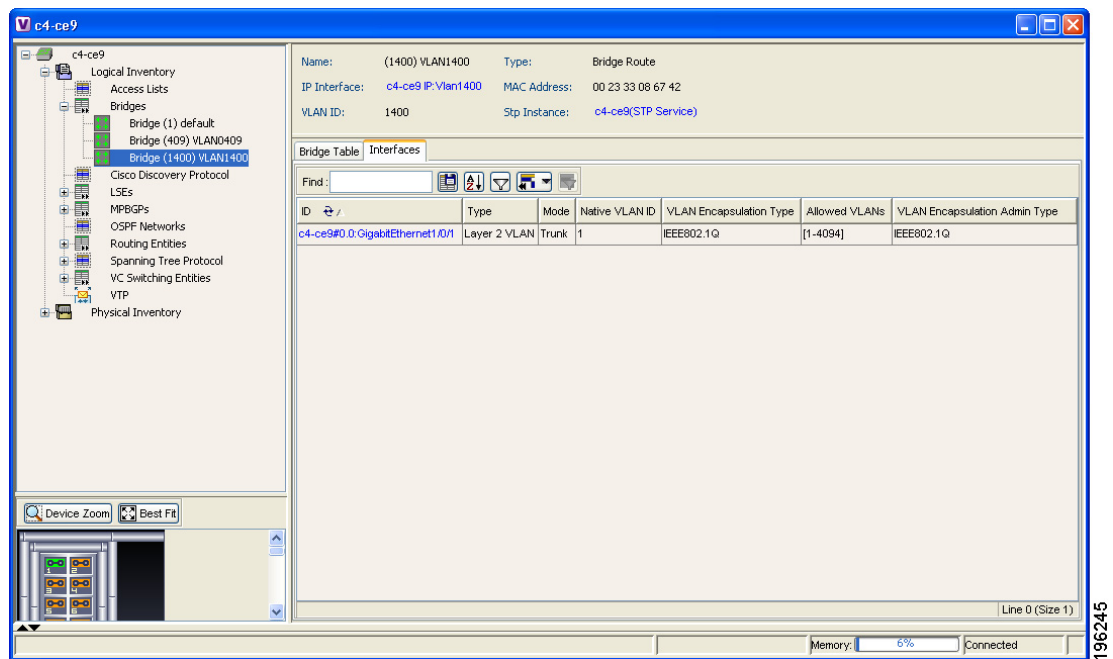 c4-ce9
c4-ce9
Logical Inventory
Access Lists
Bridges
Bridge (1) default
Bridge (409) VLAN0409
Bridge (1400) VLAN1400
Cisco Discovery Protocol
LSEs
MPBGPs
OSPF Networks
Routing Entities
Spanning Tree Protocol
VC Switching Entities
VTP
Physical Inventory
Device Zoom Best Fit
1 2
3 4
5 6
Name: (1400) VLAN1400 Type: Bridge Route
IP Interface: c4-ce9 IP:Vlan1400 MAC Address: 00 23 33 08 67 42
VLAN ID: 1400 Stp Instance: c4-ce9(STP Service)
Bridge Table Interfaces
Find :
ID Type Mode Native VLAN ID VLAN Encapsulation Type Allowed VLANs VLAN Encapsulation Admin Type
c4-ce9#0.0:GigabitEthernet1/0/1 Layer 2 VLAN Trunk 1 IEEE802.1Q [1-4094] IEEE802.1Q
Line 0 (Size 1)
Memory: 6% Connected
196245